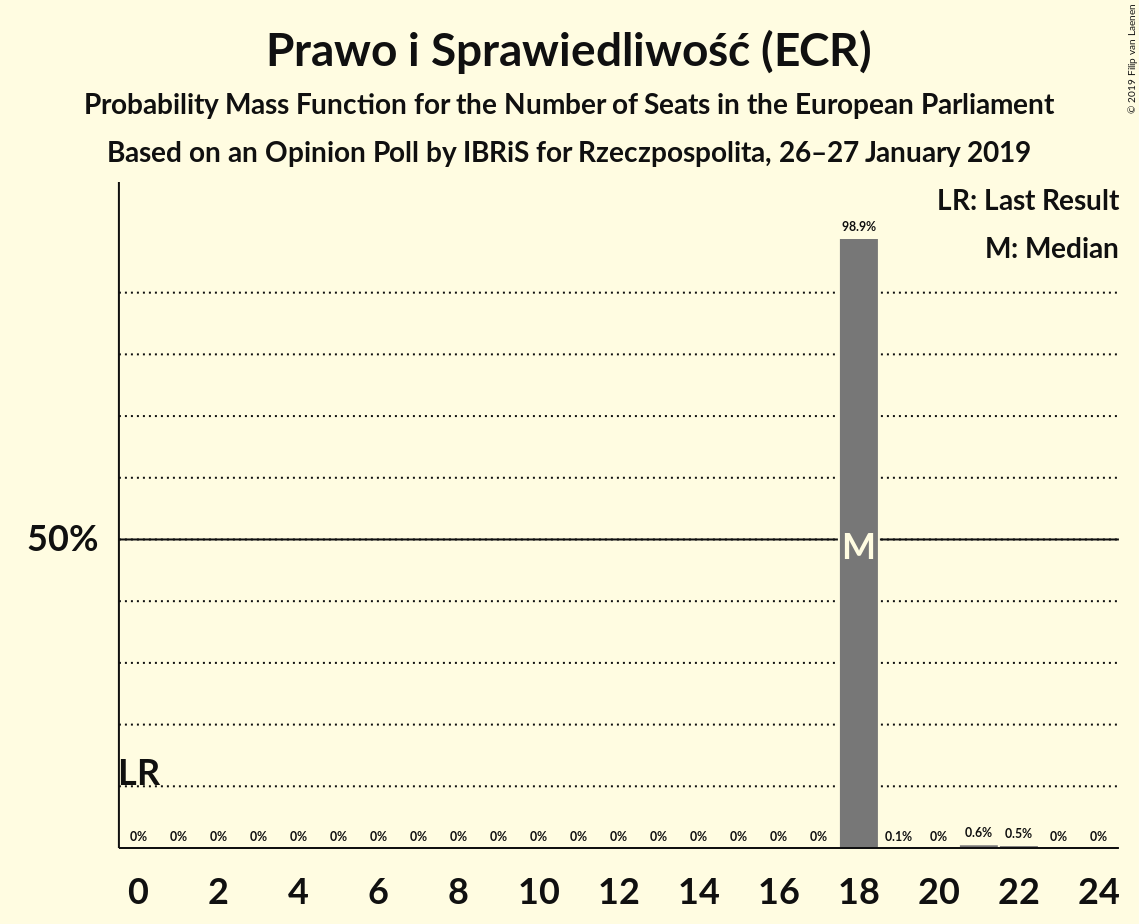 Prawo i Sprawiedliwość (ECR)
Probability Mass Function for the Number of Seats in the European Parliament
Based on an Opinion Poll by IBRiS for Rzeczpospolita, 26–27 January 2019
© 2019 Filip van Laenen
LR: Last Result
M: Median
98.9%
50%
M
LR
0% 0% 0% 0% 0% 0% 0% 0% 0% 0% 0% 0% 0% 0% 0% 0% 0% 0% 0.1% 0% 0.6% 0.5% 0% 0%
0 2 4 6 8 10 12 14 16 18 20 22 24